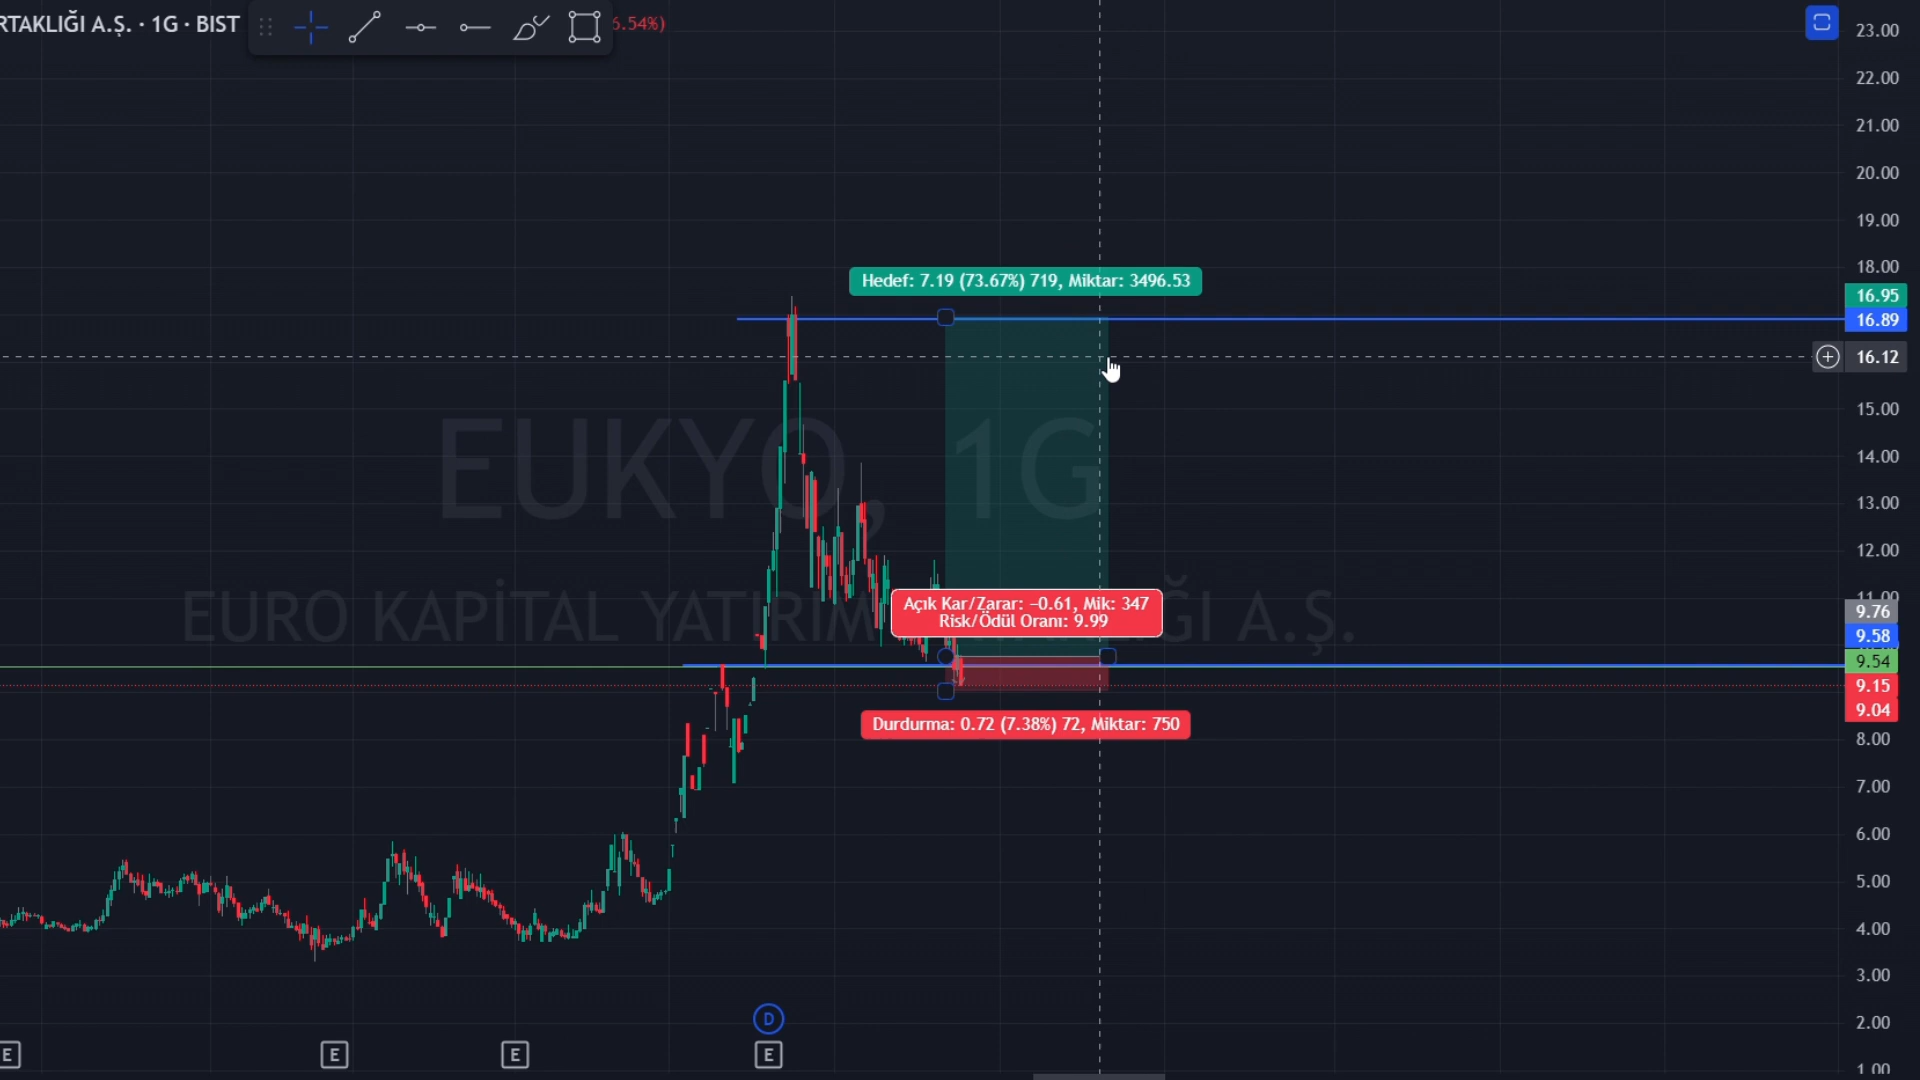 RTAKLIĞI A.Ş. · 1G · BIST
6.54%)
23.00
22.00
21.00
20.00
19.00
18.00
Hedef: 7.19 (73.67%) 719, Miktar: 3496.53
16.95
16.89
16.12
15.00
14.00
EUKYO, 1G
13.00
12.00
11.00
Açık Kar/Zarar: −0.61, Mik: 347
Risk/Ödül Oranı: 9.99
EURO KAPİTAL YATIRIM ĞI A.Ş.
9.76
9.58
9.54
9.15
9.04
Durdurma: 0.72 (7.38%) 72, Miktar: 750
8.00
7.00
6.00
5.00
4.00
3.00
2.00
D
E
E
E
E
1.00